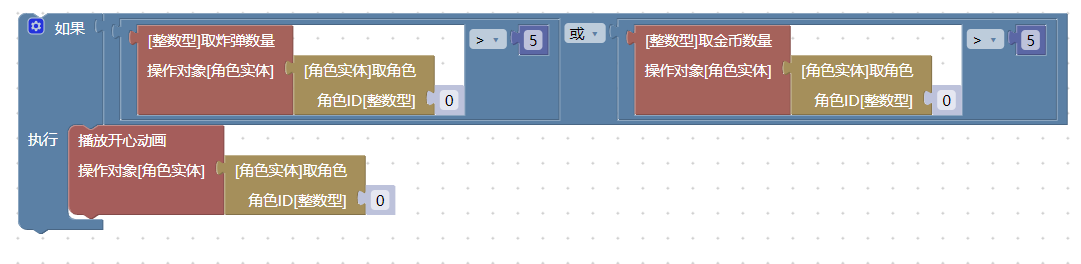 如果
[整数型]取炸弹数量
操作对象[角色实体]
[角色实体]取角色
角色ID[整数型]
0
>
5
或
[整数型]取金币数量
操作对象[角色实体]
[角色实体]取角色
角色ID[整数型]
0
>
5
执行
播放开心动画
操作对象[角色实体]
[角色实体]取角色
角色ID[整数型]
0